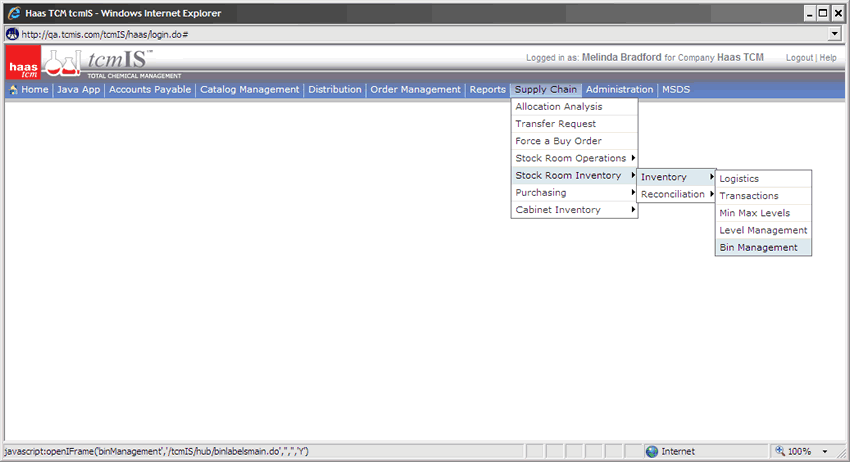 Haas TCM tcmIS - Windows Internet Explorer
http://qa.tcmis.com/tcmIS/haas/login.do#
haas tcm tcmIS™ TOTAL CHEMICAL MANAGEMENT
Logged in as: Melinda Bradford for Company Haas TCM Logout | Help
Home Java App Accounts Payable Catalog Management Distribution Order Management Reports Supply Chain Administration MSDS
Allocation Analysis
Transfer Request
Force a Buy Order
Stock Room Operations
Stock Room Inventory
Purchasing
Cabinet Inventory
Inventory
Reconciliation
Logistics
Transactions
Min Max Levels
Level Management
Bin Management
javascript:openIFrame('binManagement','/tcmIS/hub/binlabelsmain.do','','','Y') Internet 100%